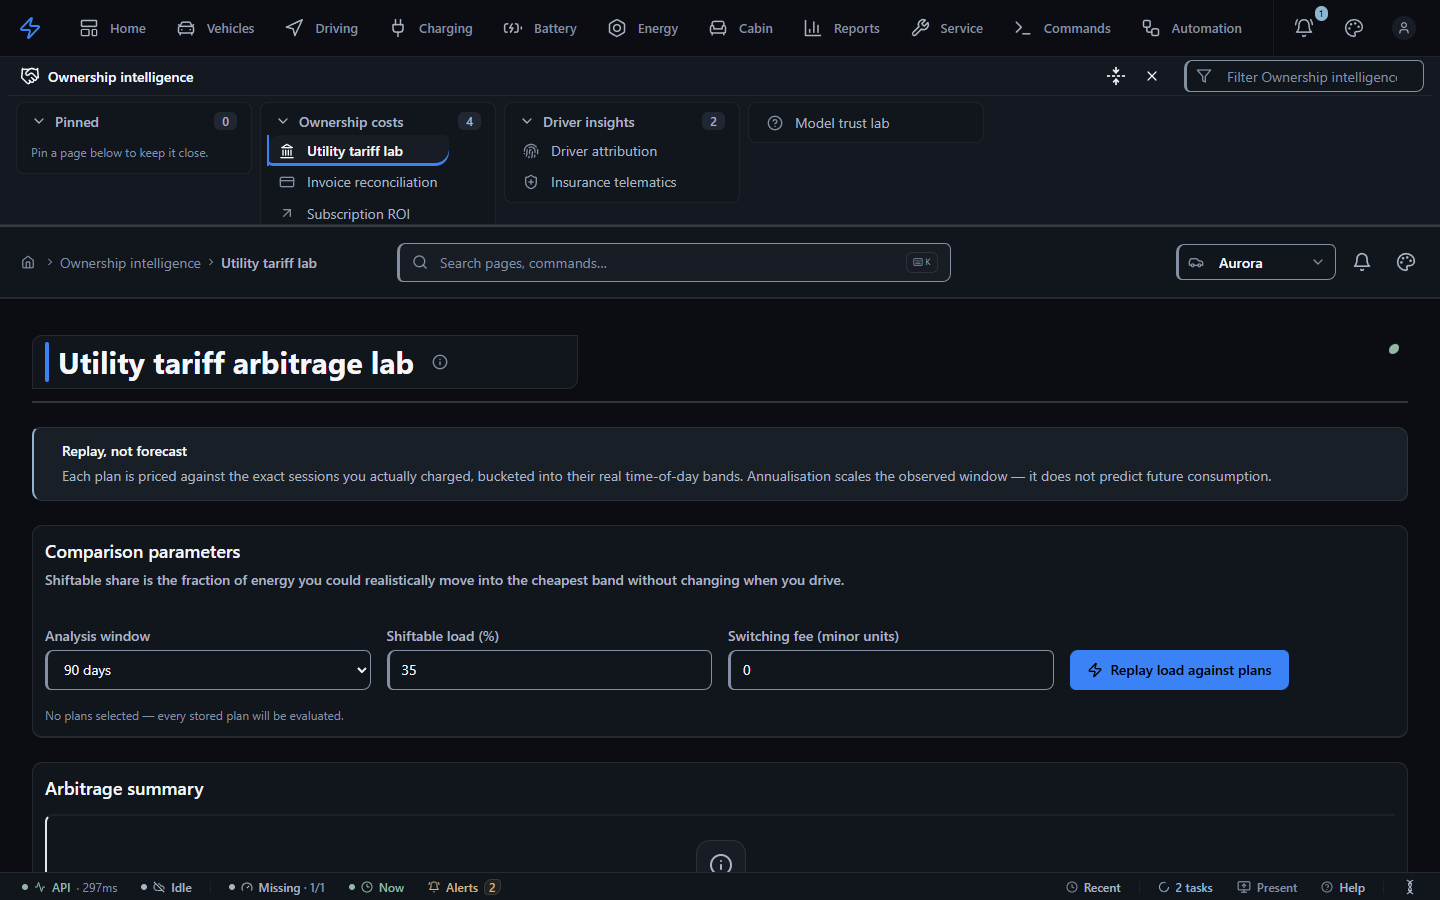 Home
Vehicles
Driving
Charging
Battery
Energy
Cabin
Reports
Service
Commands
Automation
1
Ownership intelligence
Filter Ownership intelligence
Pinned
0
Pin a page below to keep it close.
Ownership costs
4
Utility tariff lab
Invoice reconciliation
Subscription ROI
Driver insights
2
Driver attribution
Insurance telematics
Model trust lab
Ownership intelligence
Utility tariff lab
Search pages, commands...
K
Aurora
Utility tariff arbitrage lab
Replay, not forecast
Each plan is priced against the exact sessions you actually charged, bucketed into their real time-of-day bands. Annualisation scales the observed window — it does not predict future consumption.
Comparison parameters
Shiftable share is the fraction of energy you could realistically move into the cheapest band without changing when you drive.
Analysis window
Shiftable load (%)
Switching fee (minor units)
90 days
35
0
Replay load against plans
No plans selected — every stored plan will be evaluated.
Arbitrage summary
API · 297ms
Idle
Missing · 1/1
Now
Alerts 2
Recent
2 tasks
Present
Help